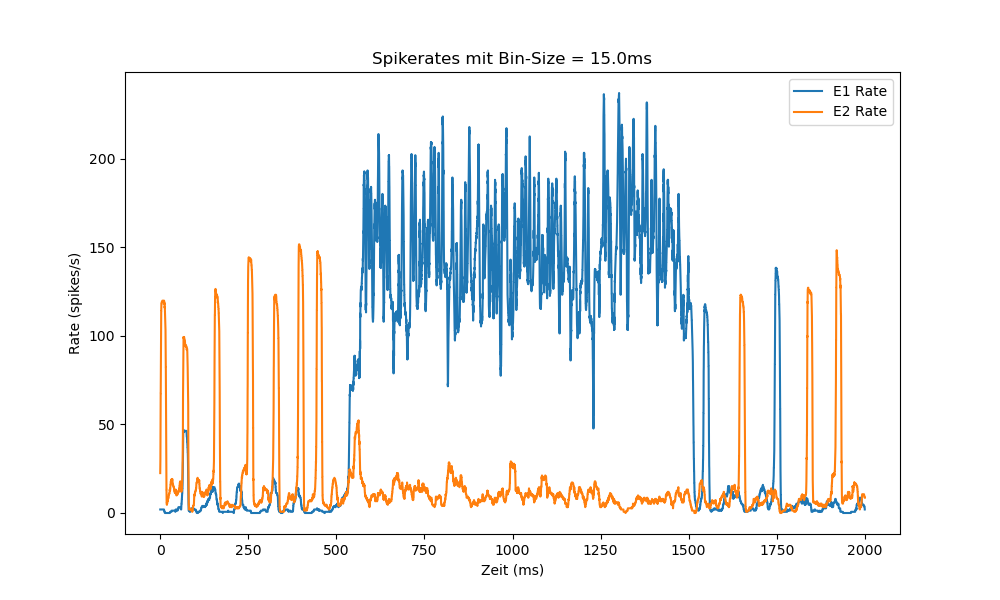 Spikerates mit Bin-Size = 15.0ms
E1 Rate
E2 Rate
Rate (spikes/s)
200
150
100
50
0
0 250 500 750 1000 1250 1500 1750 2000
Zeit (ms)